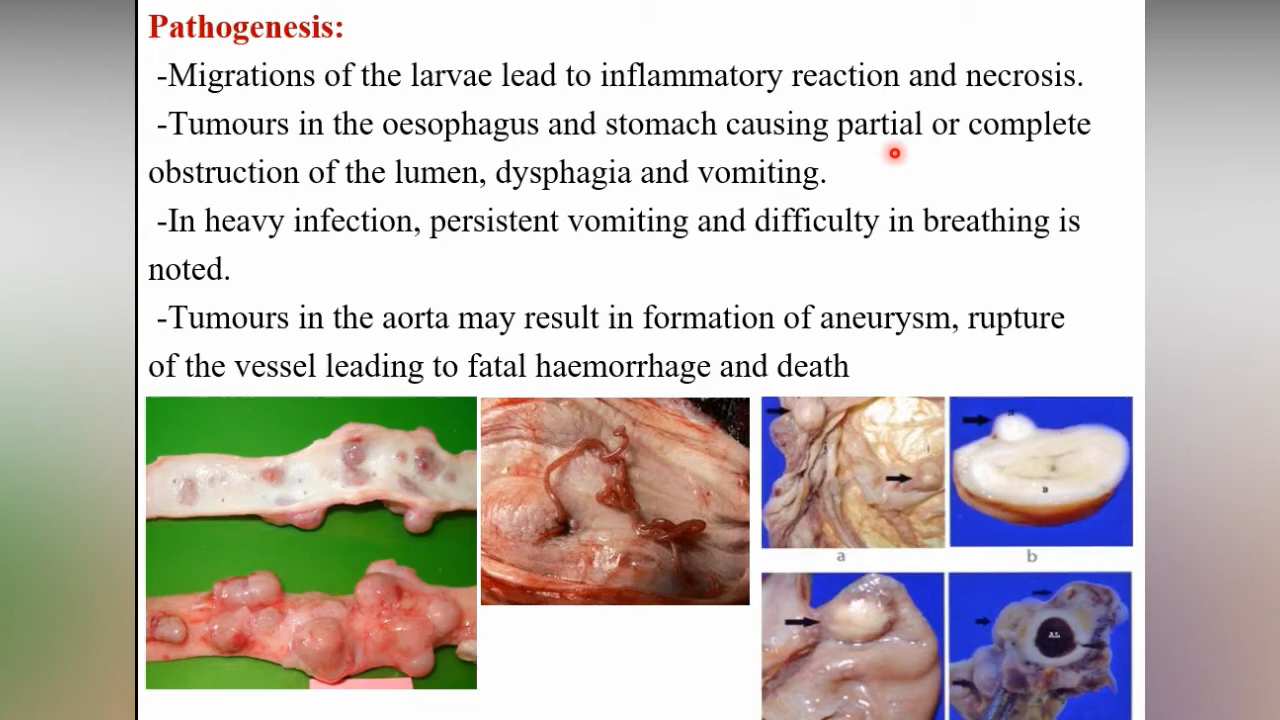 Pathogenesis:
-Migrations of the larvae lead to inflammatory reaction and necrosis.
-Tumours in the oesophagus and stomach causing partial or complete
obstruction of the lumen, dysphagia and vomiting.
-In heavy infection, persistent vomiting and difficulty in breathing is
noted.
-Tumours in the aorta may result in formation of aneurysm, rupture
of the vessel leading to fatal haemorrhage and death
B
a
b
AL